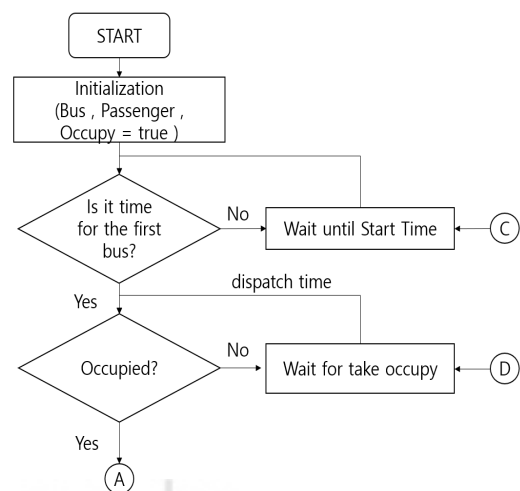 START
Initialization
(Bus , Passenger ,
Occupy = true )
Is it time
for the first
bus?
No
Wait until Start Time
C
Yes
dispatch time
Occupied?
No
Wait for take occupy
D
Yes
A